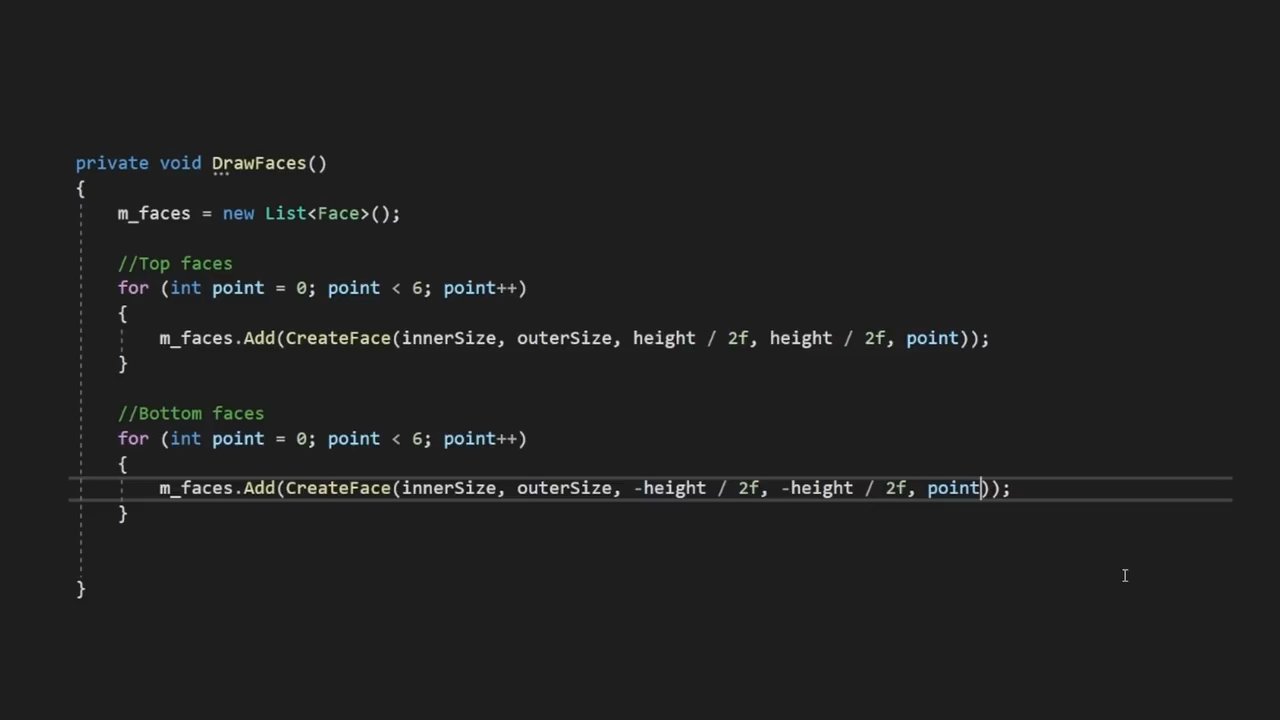 private void DrawFaces()
{
m_faces = new List<Face>();
//Top faces
for (int point = 0; point < 6; point++)
{
m_faces.Add(CreateFace(innerSize, outerSize, height / 2f, height / 2f, point));
}
//Bottom faces
for (int point = 0; point < 6; point++)
{
m_faces.Add(CreateFace(innerSize, outerSize, -height / 2f, -height / 2f, point));
}
}